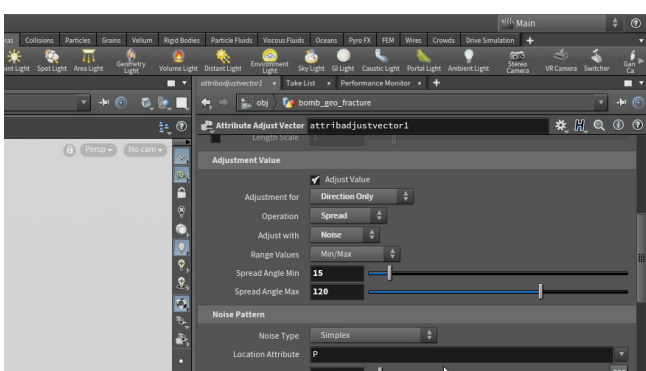 Main
ras Collisions Particles Grains Vellum Rigid Bodies Particle Fluids Viscous Fluids Oceans Pyro FX FEM Wires Crowds Drive Simulation +
oint Light Spot Light Area Light Geometry Light Volume Light Distant Light Environment Light Sky Light GI Light Caustic Light Portal Light Ambient Light Stereo Camera VR Camera Switcher Gan Ca
attribadjustvector1 × Take List × Performance Monitor × +
obj bomb_geo_fracture
Attribute Adjust Vector attribadjustvector1
Length Scale 1
Persp No cam
Adjustment Value
Adjust Value
Adjustment for Direction Only
Operation Spread
Adjust with Noise
Range Values Min/Max
Spread Angle Min 15
Spread Angle Max 120
Noise Pattern
Noise Type Simplex
Location Attribute P